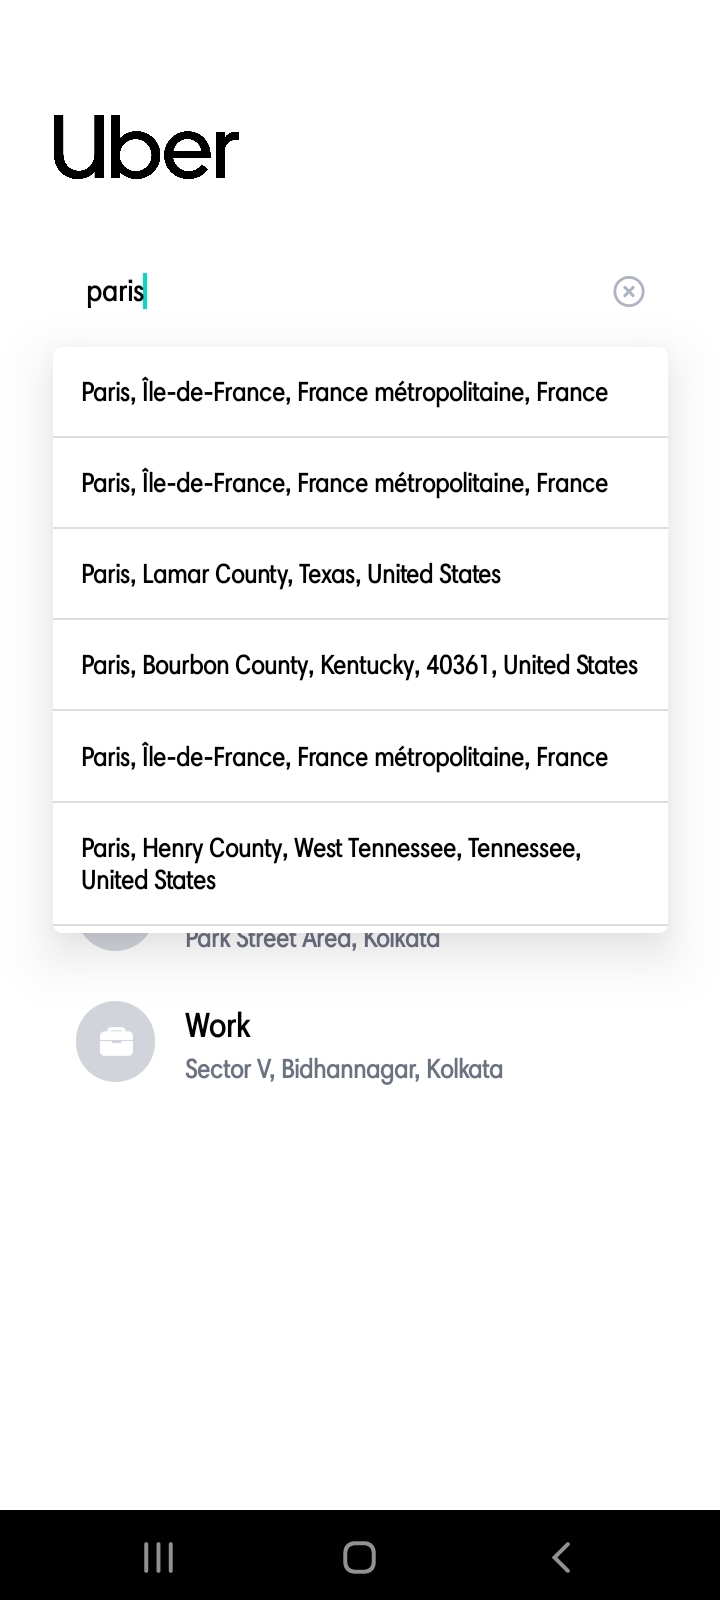 Uber
paris
Paris, Île-de-France, France métropolitaine, France
Paris, Île-de-France, France métropolitaine, France
Paris, Lamar County, Texas, United States
Paris, Bourbon County, Kentucky, 40361, United States
Paris, Île-de-France, France métropolitaine, France
Paris, Henry County, West Tennessee, Tennessee,
United States
Park Street Area, Kolkata
Work
Sector V, Bidhannagar, Kolkata